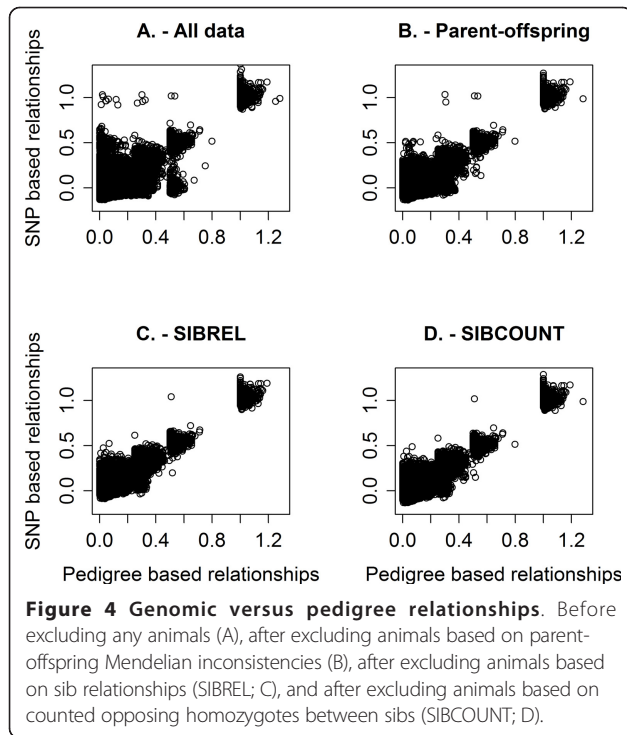 A. - All data
B. - Parent-offspring
SNP based relationships
1.0
0.5
0.0
0.0 0.4 0.8 1.2
1.0
0.5
0.0
0.0 0.4 0.8 1.2
C. - SIBREL
D. - SIBCOUNT
SNP based relationships
1.0
0.5
0.0
0.0 0.4 0.8 1.2
Pedigree based relationships
1.0
0.5
0.0
0.0 0.4 0.8 1.2
Pedigree based relationships
Figure 4 Genomic versus pedigree relationships. Before
excluding any animals (A), after excluding animals based on parent-
offspring Mendelian inconsistencies (B), after excluding animals based
on sib relationships (SIBREL; C), and after excluding animals based on
counted opposing homozygotes between sibs (SIBCOUNT; D).